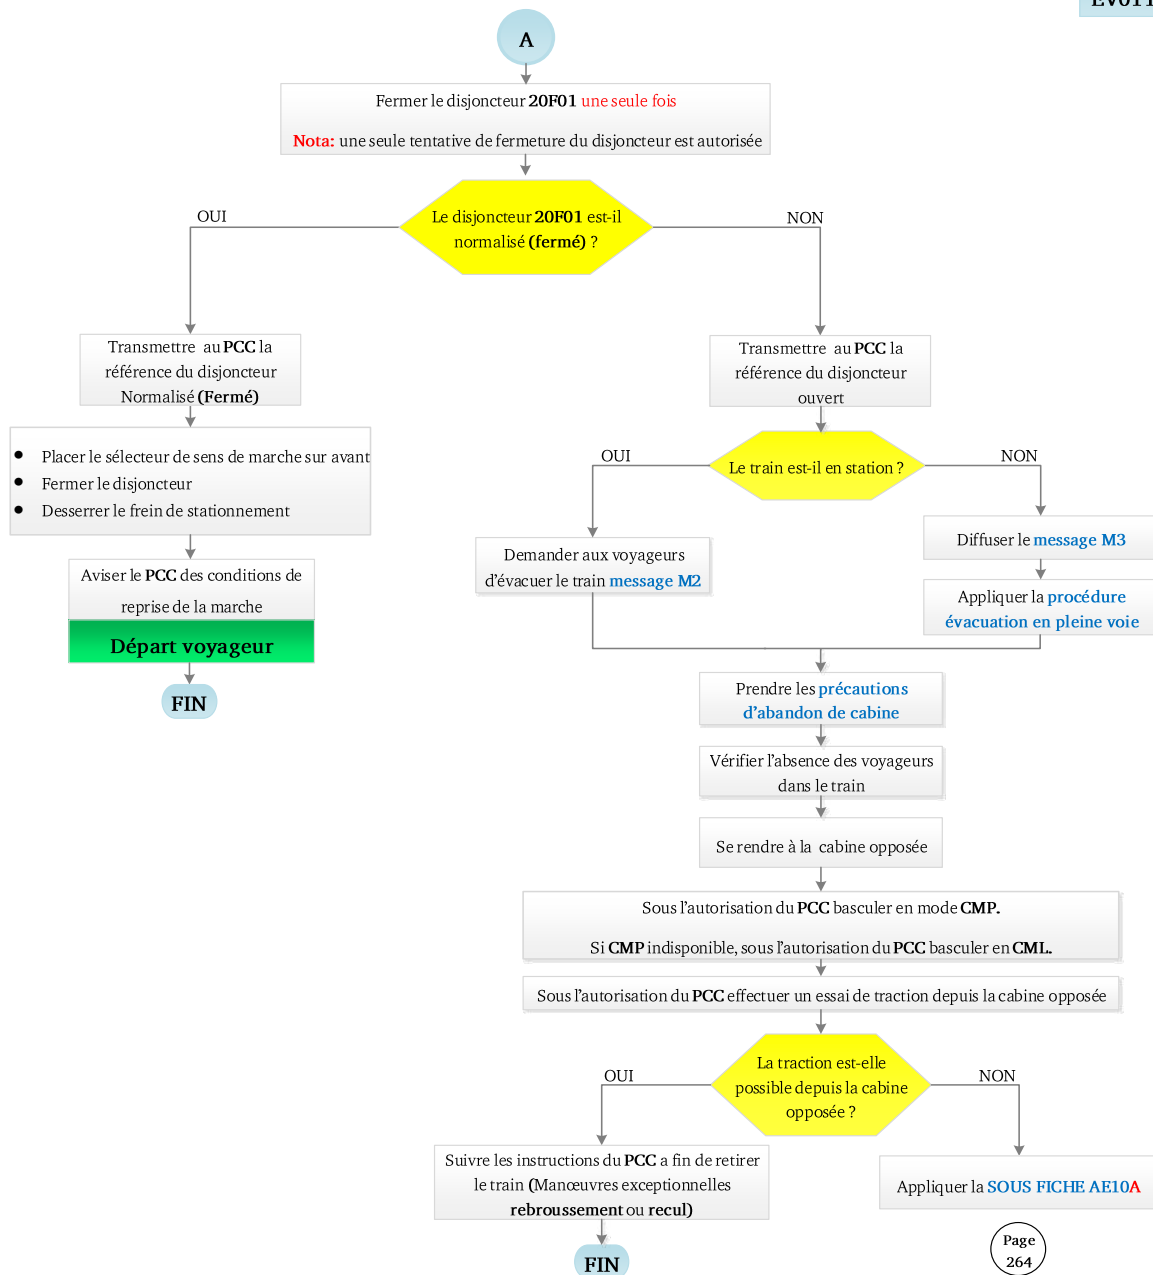 EV011
A
Fermer le disjoncteur 20F01 une seule fois
Nota: une seule tentative de fermeture du disjoncteur est autorisée
Le disjoncteur 20F01 est-il
normalisé (fermé) ?
OUI
NON
Transmettre au PCC la
référence du disjoncteur
Normalisé (Fermé)
• Placer le sélecteur de sens de marche sur avant
• Fermer le disjoncteur
• Desserrer le frein de stationnement
Aviser le PCC des conditions de
reprise de la marche
Départ voyageur
FIN
Transmettre au PCC la
référence du disjoncteur
ouvert
Le train est-il en station ?
OUI
NON
Demander aux voyageurs
d’évacuer le train message M2
Diffuser le message M3
Appliquer la procédure
évacuation en pleine voie
Prendre les précautions
d’abandon de cabine
Vérifier l’absence des voyageurs
dans le train
Se rendre à la cabine opposée
Sous l’autorisation du PCC basculer en mode CMP.
Si CMP indisponible, sous l’autorisation du PCC basculer en CML.
Sous l’autorisation du PCC effectuer un essai de traction depuis la cabine opposée
La traction est-elle
possible depuis la cabine
opposée ?
OUI
NON
Suivre les instructions du PCC a fin de retirer
le train (Manœuvres exceptionnelles
rebroussement ou recul)
FIN
Appliquer la SOUS FICHE AE10A
Page
264